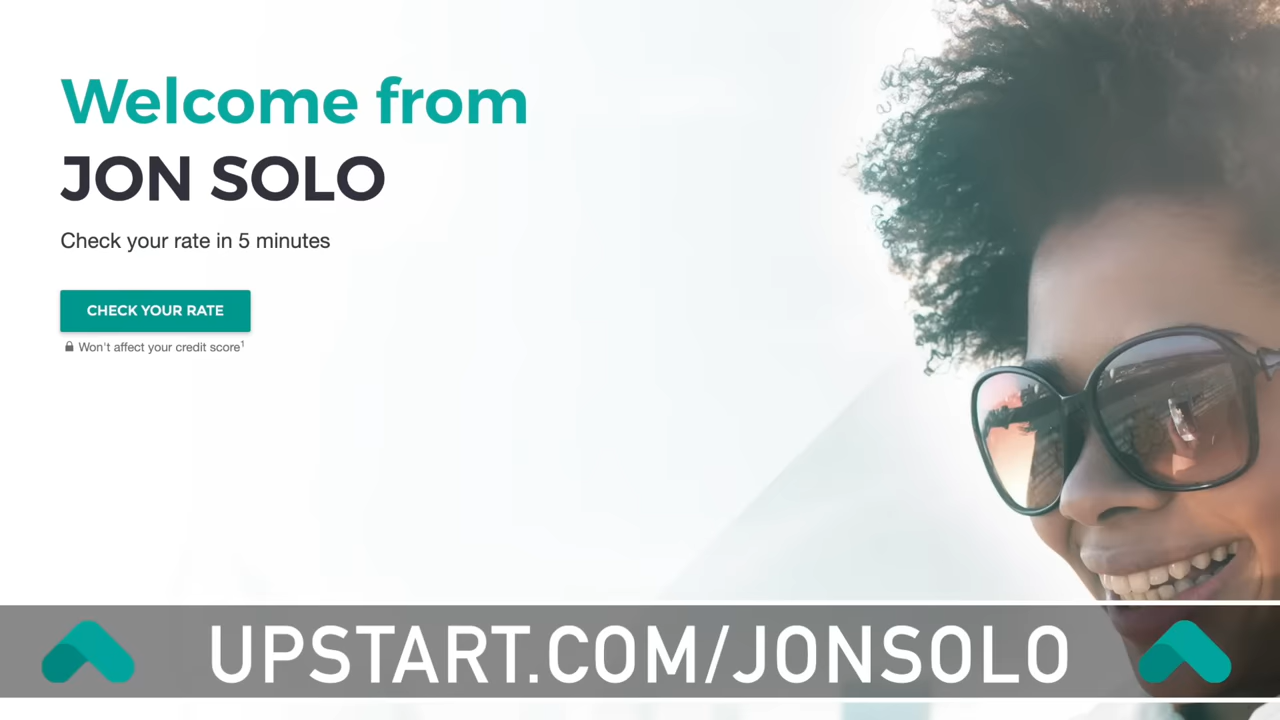 Welcome from
JON SOLO
Check your rate in 5 minutes
CHECK YOUR RATE
Won't affect your credit score¹
UPSTART.COM/JONSOLO